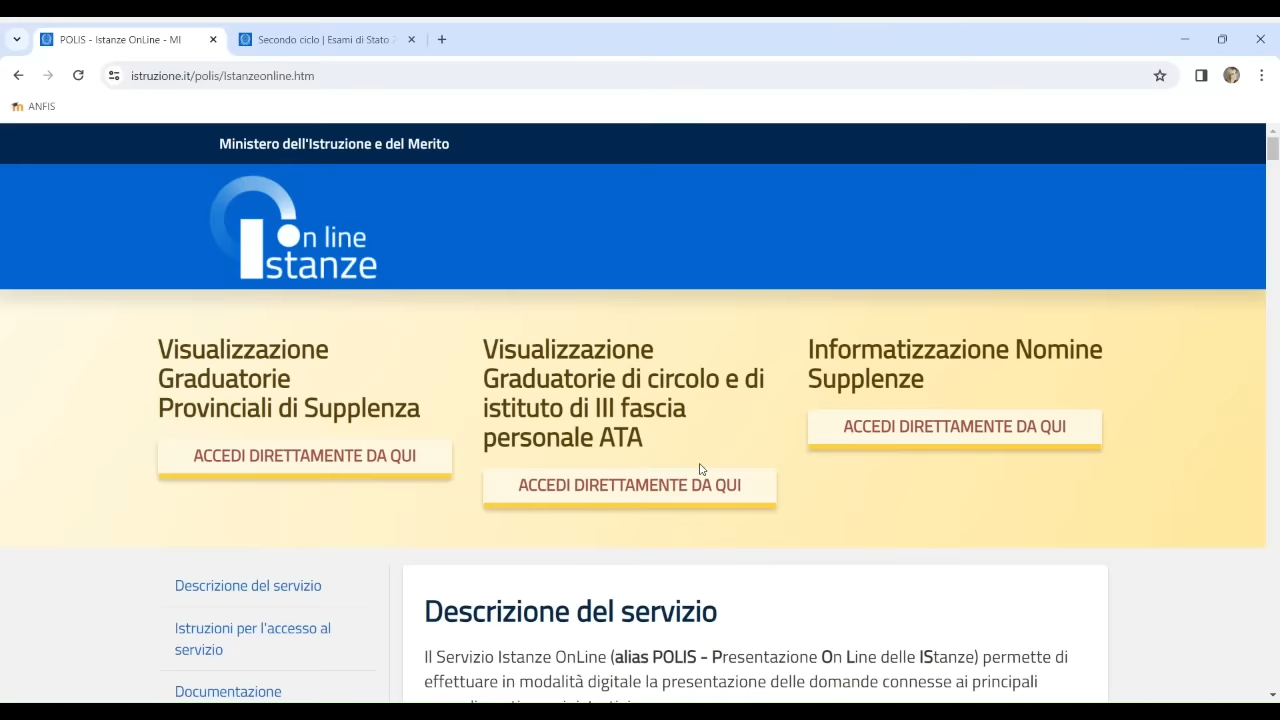 POLIS - Istanze OnLine - MI
Secondo ciclo | Esami di Stato
istruzione.it/polis/Istanzeonline.htm
ANFIS
Ministero dell'Istruzione e del Merito
On line
Istanze
Visualizzazione
Graduatorie
Provinciali di Supplenza
ACCEDI DIRETTAMENTE DA QUI
Visualizzazione
Graduatorie di circolo e di
istituto di III fascia
personale ATA
ACCEDI DIRETTAMENTE DA QUI
Informatizzazione Nomine
Supplenze
ACCEDI DIRETTAMENTE DA QUI
Descrizione del servizio
Istruzioni per l'accesso al
servizio
Documentazione
Descrizione del servizio
Il Servizio Istanze OnLine (alias POLIS - Presentazione On Line delle IStanze) permette di
effettuare in modalità digitale la presentazione delle domande connesse ai principali